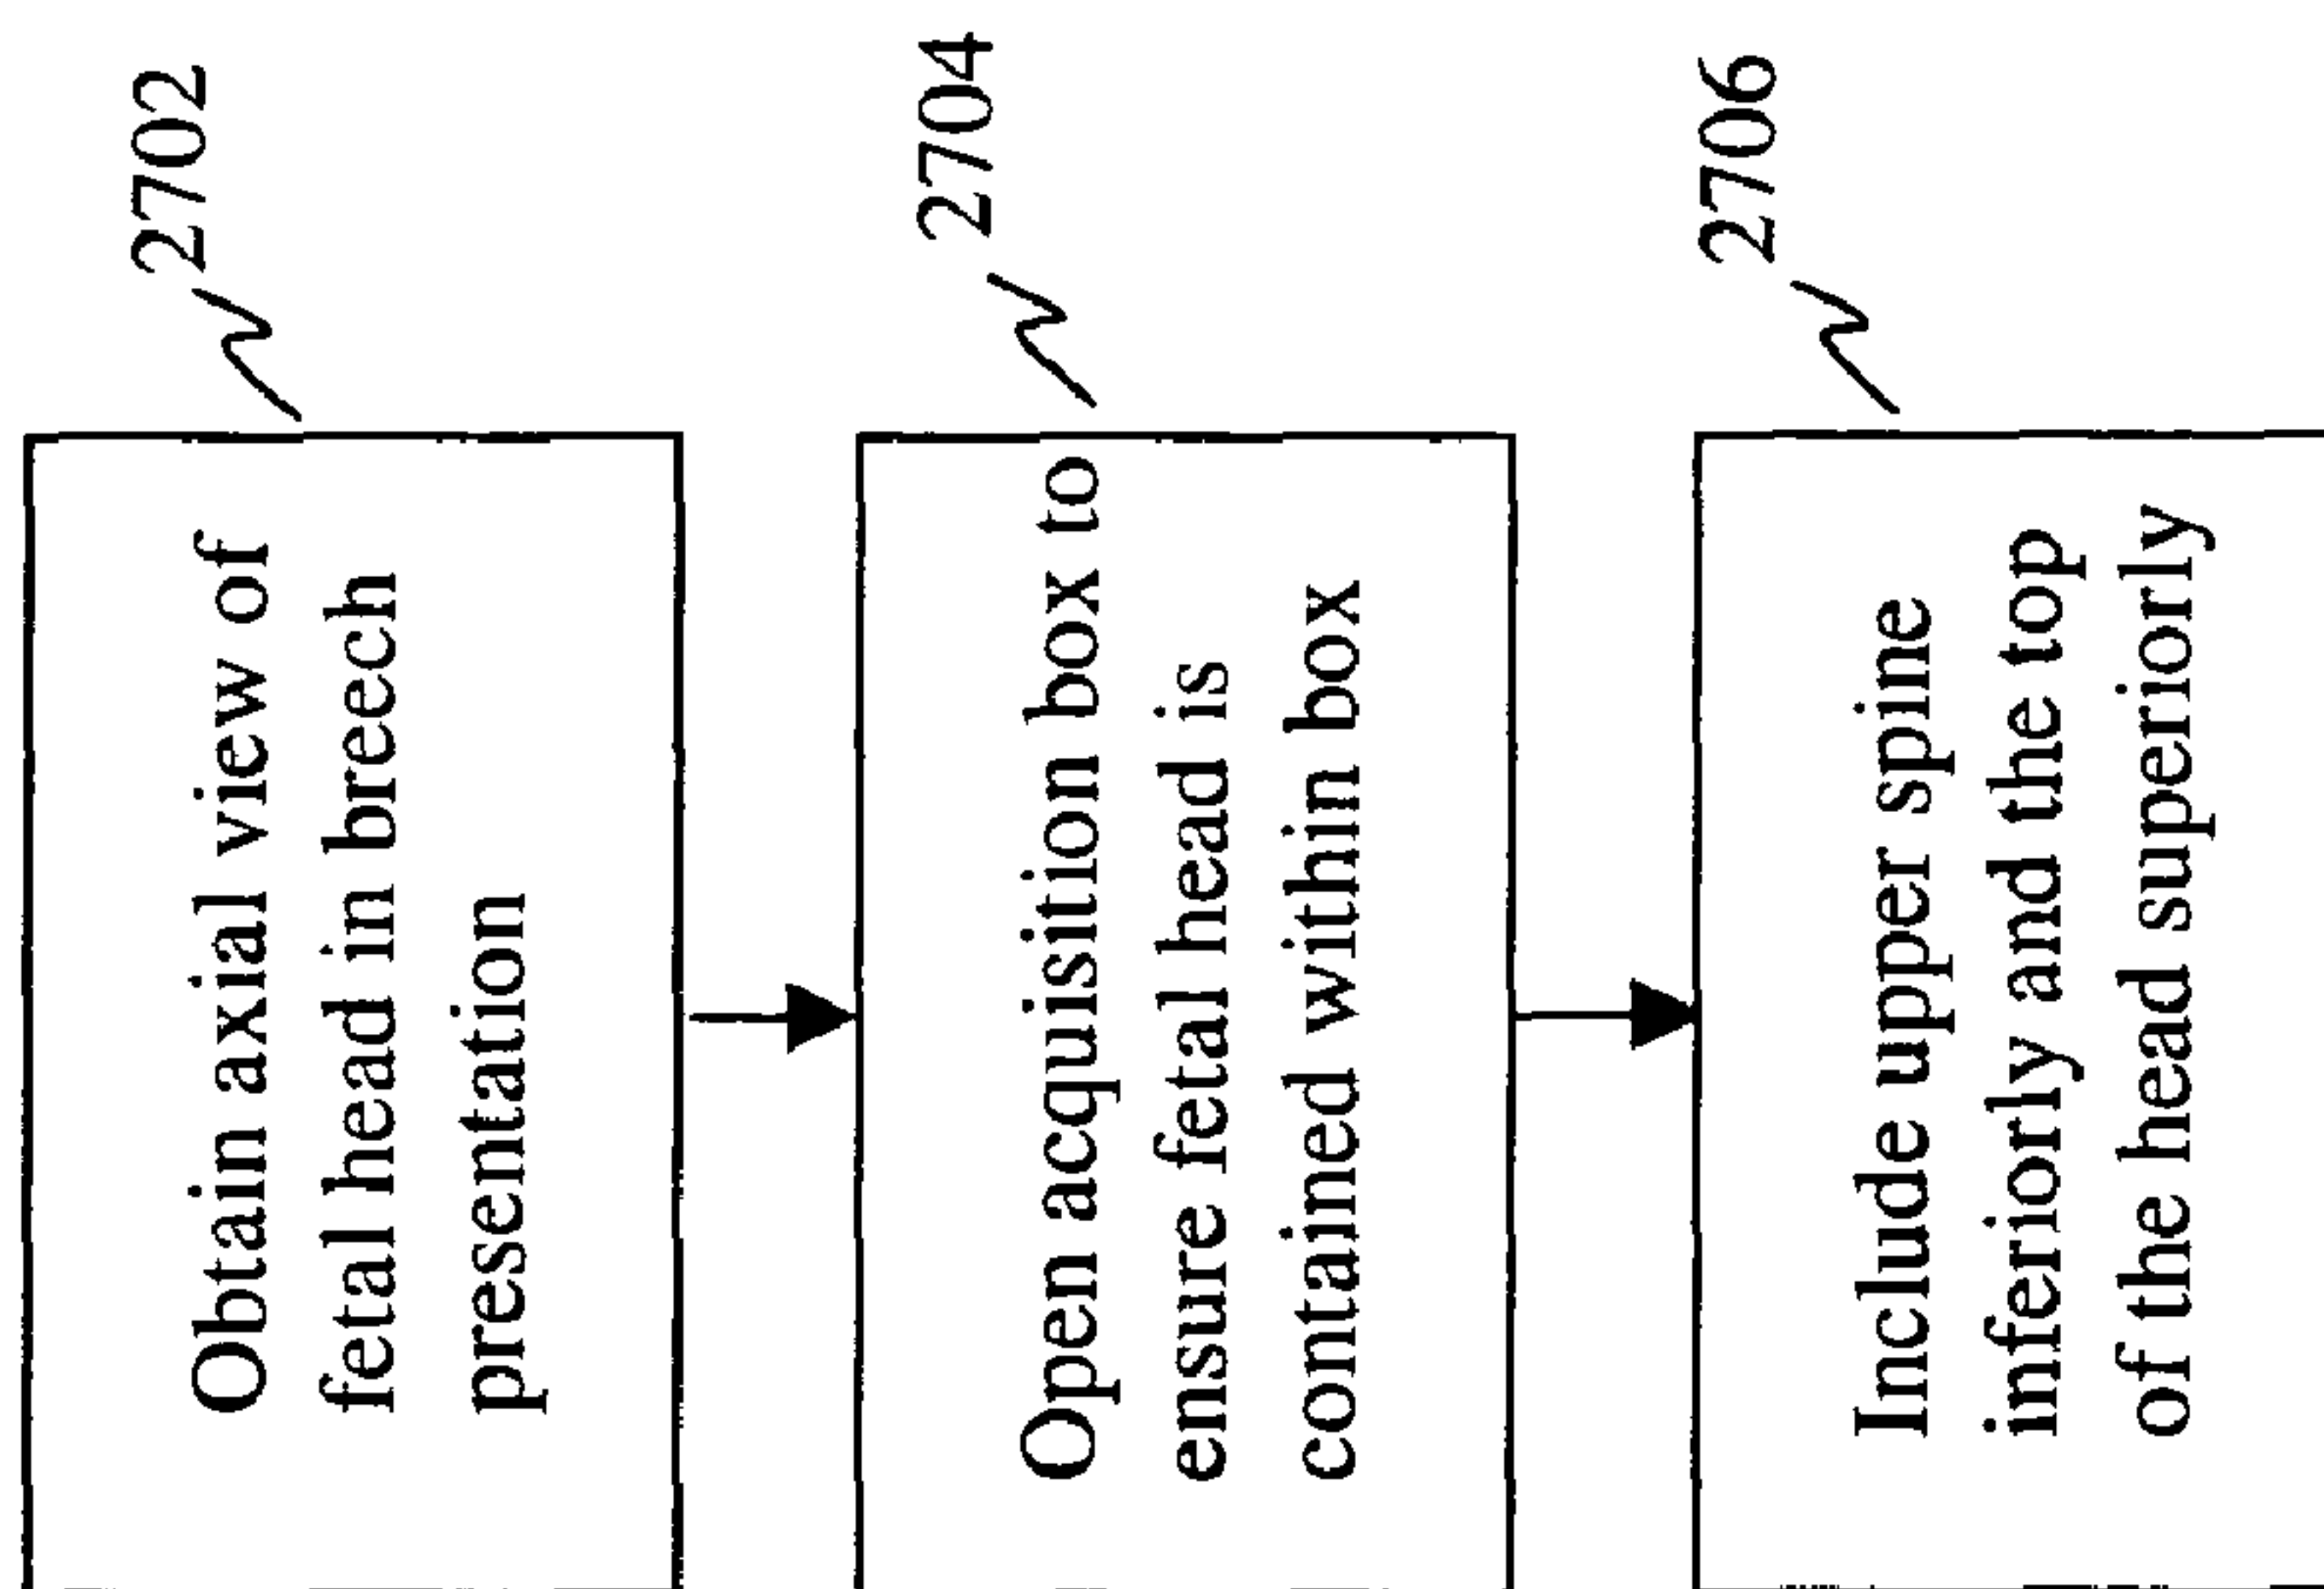 2702
Obtain axial view of
fetal head in breech
presentation
2704
Open acquisition box to
ensure fetal head is
contained within box
2706
Include upper spine
inferiorly and the top
of the head superiorly